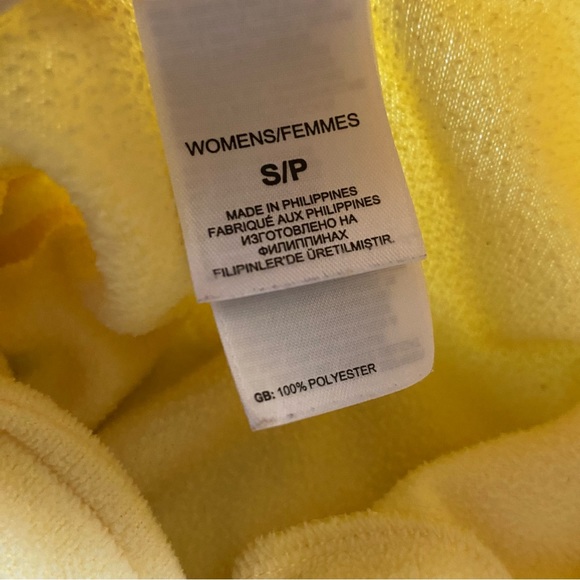 WOMENS/FEMMES
S/P
MADE IN PHILIPPINES
FABRIQUÉ AUX PHILIPPINES
ИЗГОТОВЛЕНО НА
ФИЛИППИНАХ
FILIPINLER'DE ÜRETILMIŞTIR.
GB: 100% POLYESTER